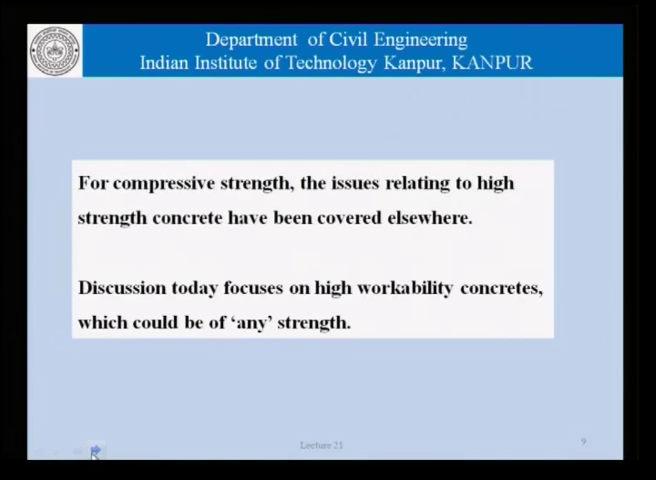 Department of Civil Engineering
Indian Institute of Technology Kanpur, KANPUR
For compressive strength, the issues relating to high
strength concrete have been covered elsewhere.
Discussion today focuses on high workability concretes,
which could be of ‘any’ strength.
Lecture 21
9